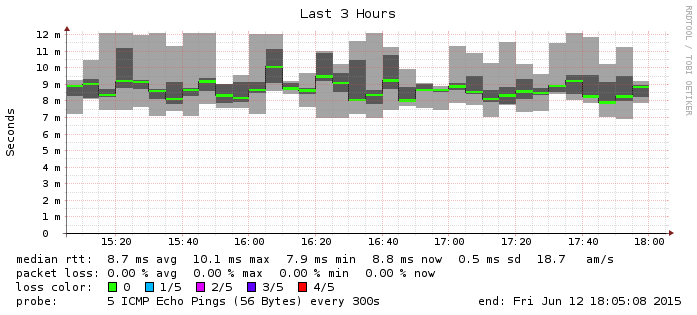 Last 3 Hours
RRDTOOL / TOBI OETIKER
Seconds
12 m
11 m
10 m
9 m
8 m
7 m
6 m
5 m
4 m
3 m
2 m
1 m
0
15:20 15:40 16:00 16:20 16:40 17:00 17:20 17:40 18:00
median rtt: 8.7 ms avg 10.1 ms max 7.9 ms min 8.8 ms now 0.5 ms sd 18.7 am/s
packet loss: 0.00 % avg 0.00 % max 0.00 % min 0.00 % now
loss color: 0 1/5 2/5 3/5 4/5
probe: 5 ICMP Echo Pings (56 Bytes) every 300s end: Fri Jun 12 18:05:08 2015